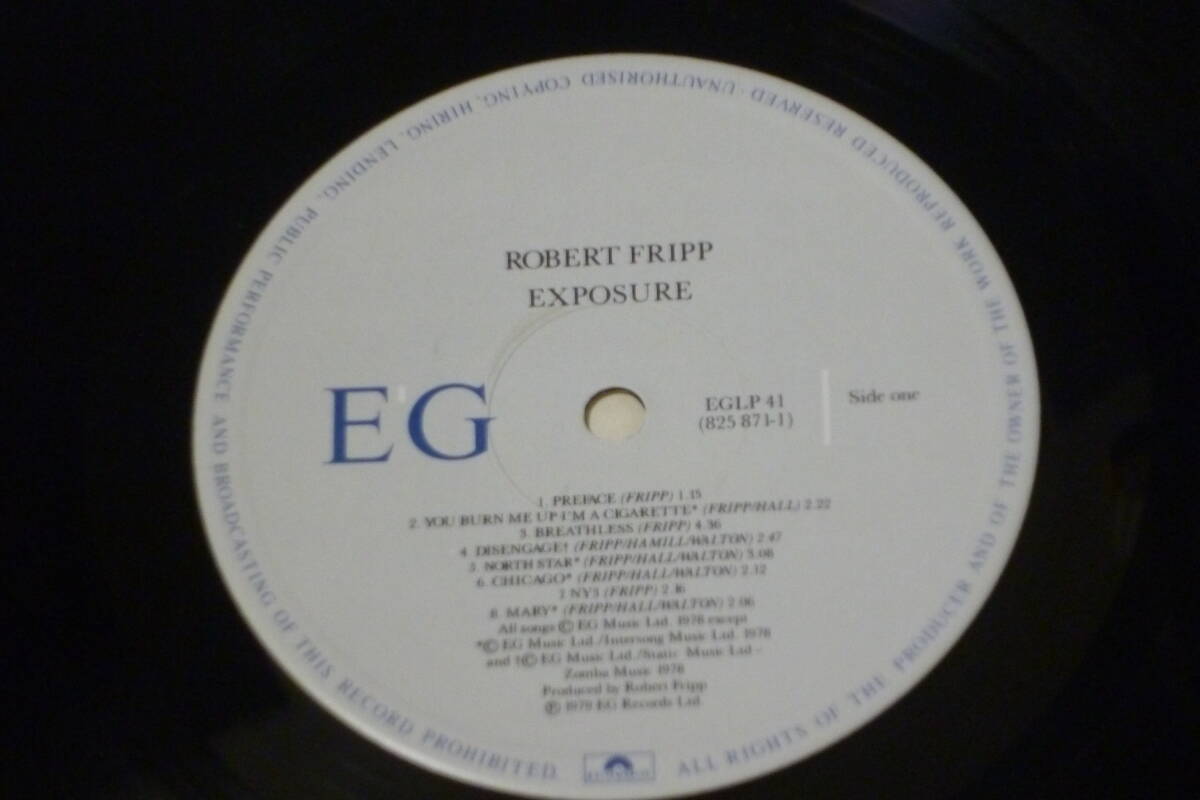 ROBERT FRIPP
EXPOSURE
EG
EGLP 41
(825 871-1)
Side one
1. PREFACE (FRIPP) 1.15
2. YOU BURN ME UP I'M A CIGARETTE* (FRIPP/HALL) 2.22
3. BREATHLESS (FRIPP) 4.36
4. DISENGAGE† (FRIPP/HAMILL/WALTON) 2.47
5. NORTH STAR* (FRIPP/HALL/WALTON) 3.08
6. CHICAGO* (FRIPP/HALL/WALTON) 2.12
7. NY3 (FRIPP) 2.16
8. MARY* (FRIPP/HALL/WALTON) 2.06
All songs © EG Music Ltd. 1978 except
*© EG Music Ltd./Intersong Music Ltd. 1978
and †© EG Music Ltd./Static Music Ltd -
Zomba Music 1978
Produced by Robert Fripp
℗ 1979 EG Records Ltd.
ALL RIGHTS OF THE PRODUCER AND OF THE OWNER OF THE WORK REPRODUCED RESERVED · UNAUTHORISED COPYING, HIRING, LENDING, PUBLIC PERFORMANCE AND BROADCASTING OF THIS RECORD PROHIBITED.